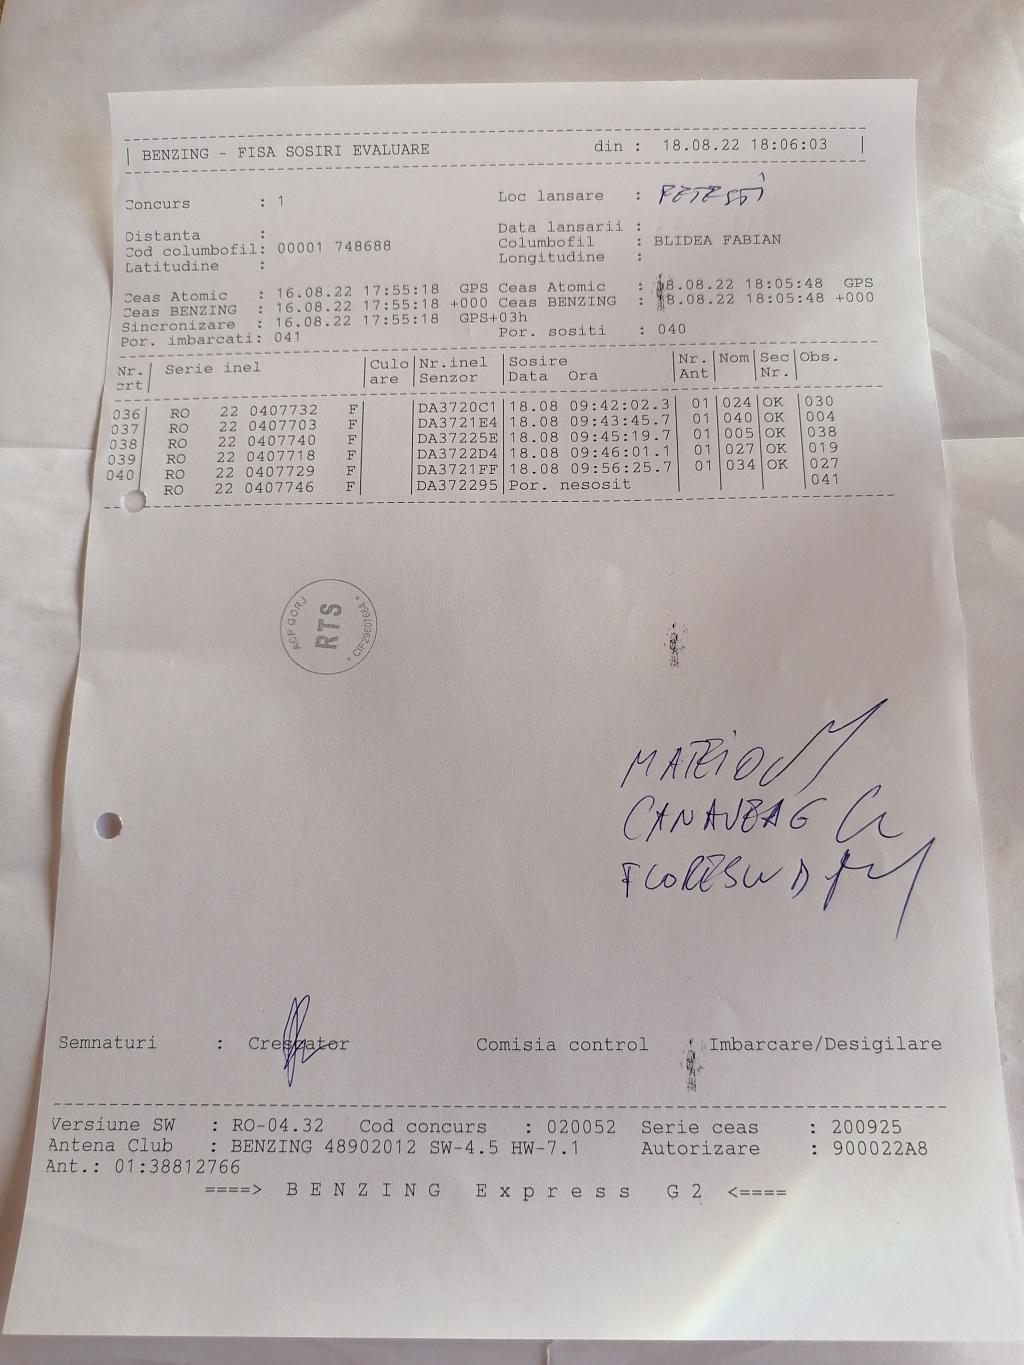 BENZING - FISA SOSIRI EVALUARE din : 18.08.22 18:06:03
Concurs : 1 Loc lansare : PETESTI
Distanta : Data lansarii :
Cod columbofil: 00001 748688 Columbofil : BLIDEA FABIAN
Latitudine : Longitudine :
Ceas Atomic : 16.08.22 17:55:18 GPS Ceas Atomic : 18.08.22 18:05:48 GPS
Ceas BENZING : 16.08.22 17:55:18 +000 Ceas BENZING : 18.08.22 18:05:48 +000
Sincronizare : 16.08.22 17:55:18 GPS+03h
Por. imbarcati: 041 Por. sositi : 040
Nr. | Serie inel | Culo | Nr.inel | Sosire | Nr. | Nom | Sec | Obs.
crt | are | Senzor | Data Ora | Ant | Nr.
036 | RO 22 0407732 F | DA3720C1 | 18.08 09:42:02.3 | 01 | 024 | OK | 030
037 | RO 22 0407703 F | DA3721E4 | 18.08 09:43:45.7 | 01 | 040 | OK | 004
038 | RO 22 0407740 F | DA37225E | 18.08 09:45:19.7 | 01 | 005 | OK | 038
039 | RO 22 0407718 F | DA3722D4 | 18.08 09:46:01.1 | 01 | 027 | OK | 019
040 | RO 22 0407729 F | DA3721FF | 18.08 09:56:25.7 | 01 | 034 | OK | 027
RO 22 0407746 F | DA372295 | Por. nesosit | 041
ACP GORJ
RTS
* CIF29607664 *
MATEI O
CANAVEAG
FLORESCU D
Semnaturi : Crescator Comisia control Imbarcare/Desigilare
Versiune SW : RO-04.32 Cod concurs : 020052 Serie ceas : 200925
Antena Club : BENZING 48902012 SW-4.5 HW-7.1 Autorizare : 900022A8
Ant.: 01:38812766
====> B E N Z I N G E x p r e s s G 2 <====